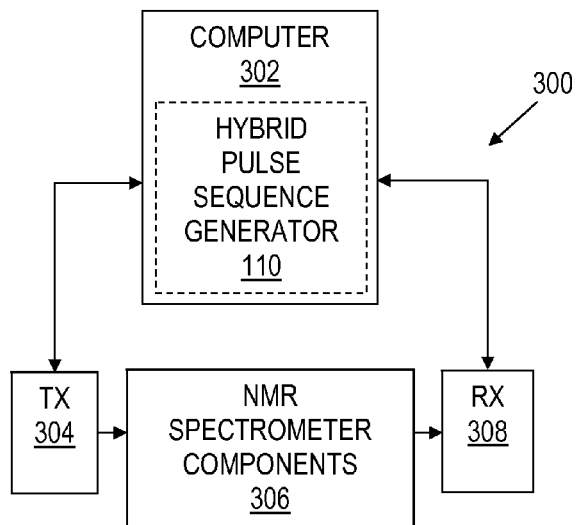 COMPUTER
302
HYBRID
PULSE
SEQUENCE
GENERATOR
110
300
TX
304
NMR
SPECTROMETER
COMPONENTS
306
RX
308